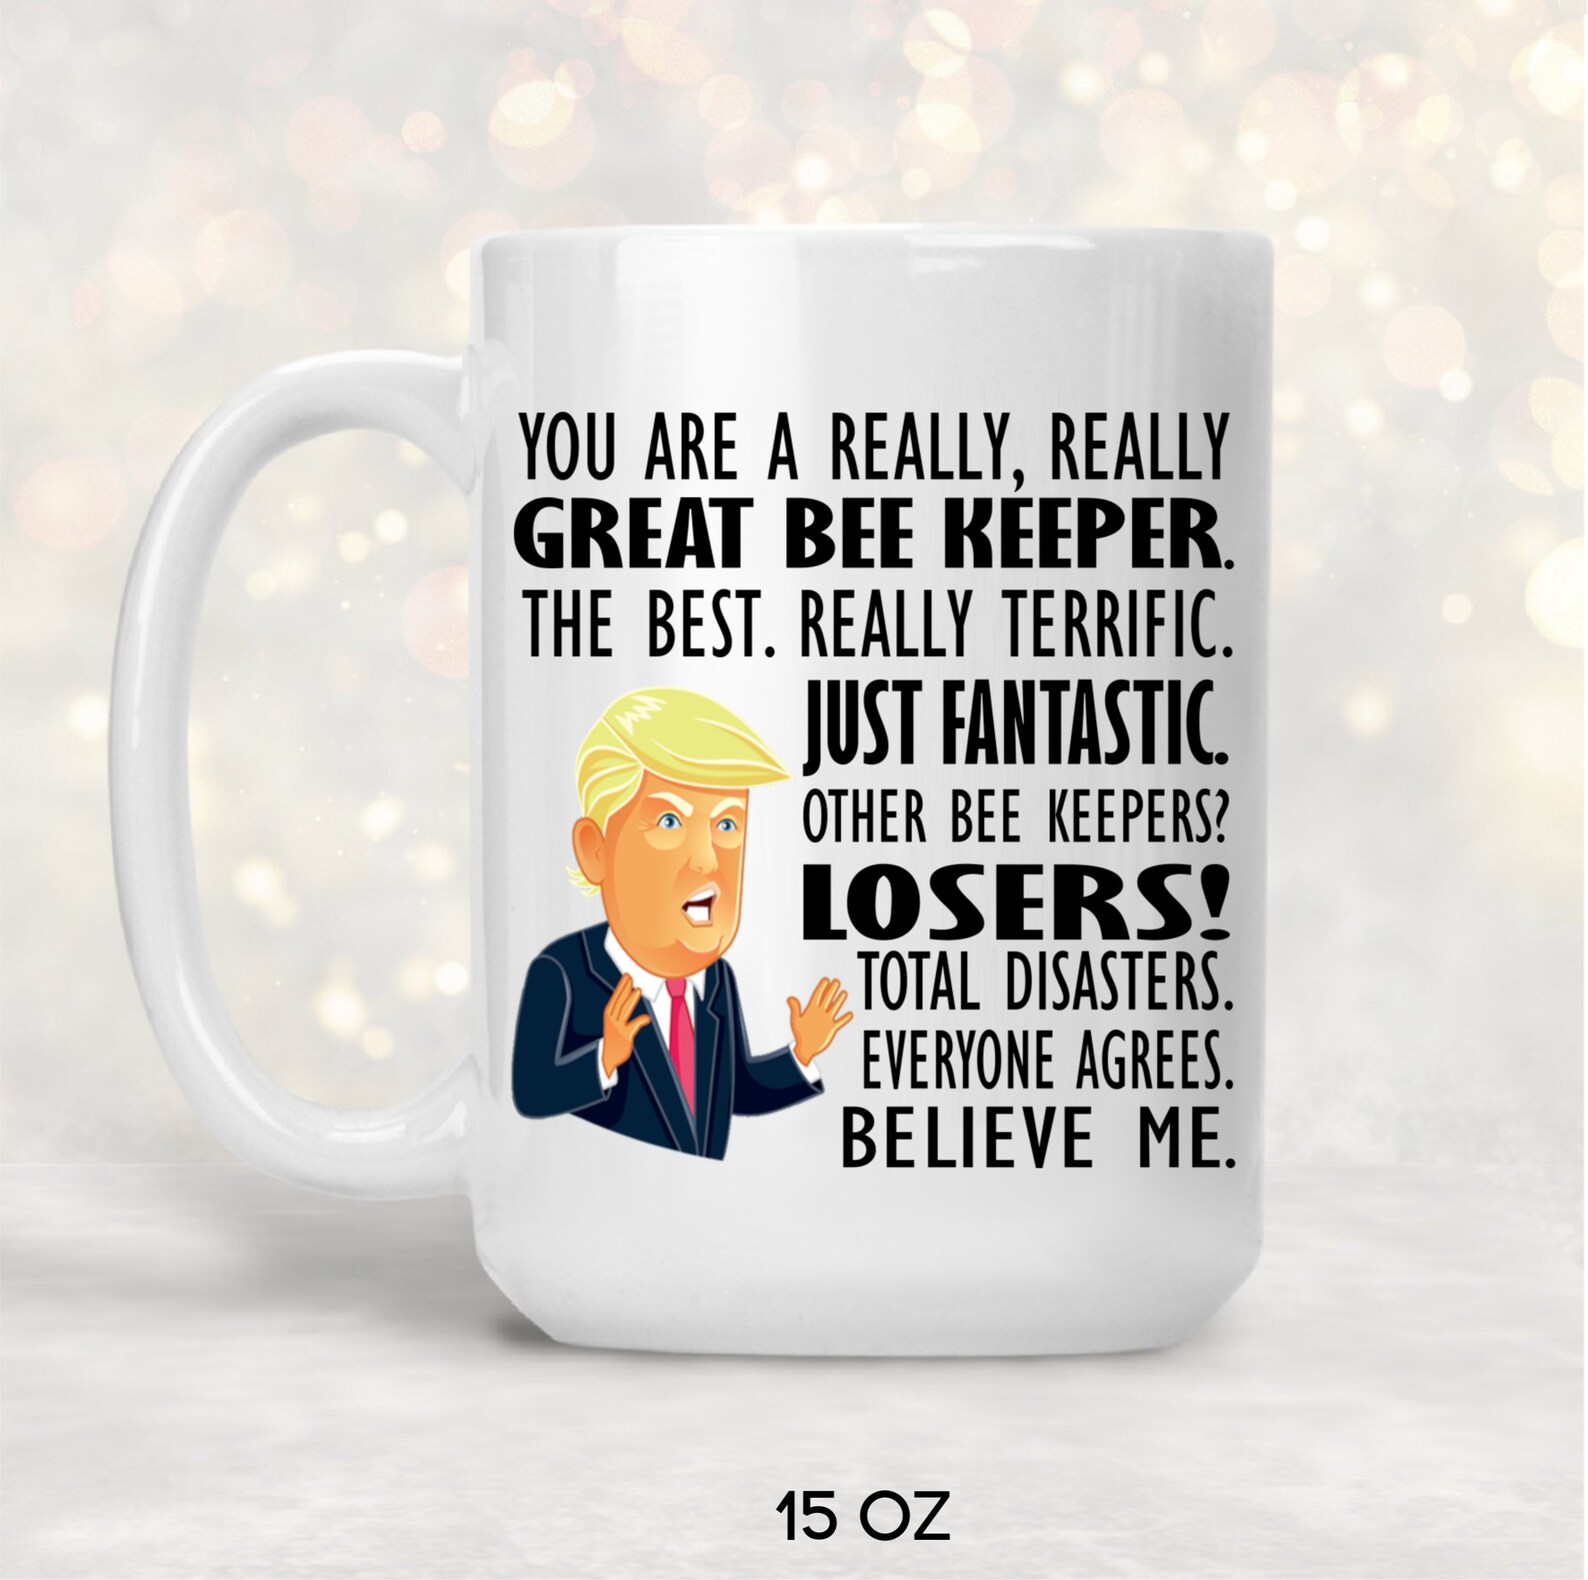 YOU ARE A REALLY, REALLY
GREAT BEE KEEPER.
THE BEST. REALLY TERRIFIC.
JUST FANTASTIC.
OTHER BEE KEEPERS?
LOSERS!
TOTAL DISASTERS.
EVERYONE AGREES.
BELIEVE ME.
15 OZ